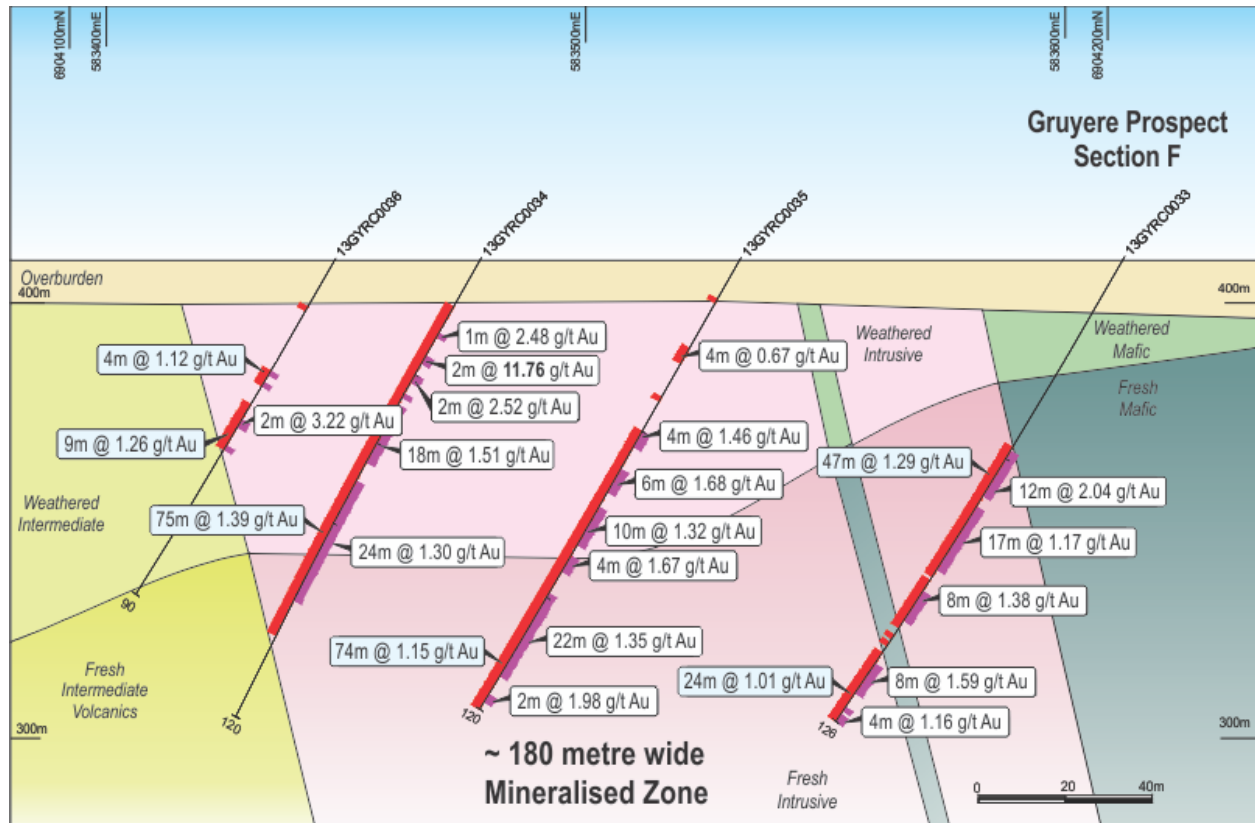 6904100mN
583400mE
583500mE
583600mE
6904200mN
Gruyere Prospect
Section F
13GYRC0036
13GYRC0034
13GYRC0035
13GYRC0033
Overburden
400m
400m
Weathered
Mafic
Weathered
Intrusive
Fresh
Mafic
1m @ 2.48 g/t Au
4m @ 1.12 g/t Au
2m @ 11.76 g/t Au
4m @ 0.67 g/t Au
2m @ 2.52 g/t Au
2m @ 3.22 g/t Au
9m @ 1.26 g/t Au
18m @ 1.51 g/t Au
4m @ 1.46 g/t Au
47m @ 1.29 g/t Au
6m @ 1.68 g/t Au
12m @ 2.04 g/t Au
Weathered
Intermediate
75m @ 1.39 g/t Au
10m @ 1.32 g/t Au
24m @ 1.30 g/t Au
17m @ 1.17 g/t Au
4m @ 1.67 g/t Au
90
8m @ 1.38 g/t Au
74m @ 1.15 g/t Au
22m @ 1.35 g/t Au
Fresh
Intermediate
Volcanics
24m @ 1.01 g/t Au
8m @ 1.59 g/t Au
2m @ 1.98 g/t Au
120
120
126
4m @ 1.16 g/t Au
300m
300m
~ 180 metre wide
Mineralised Zone
Fresh
Intrusive
0
20
40m